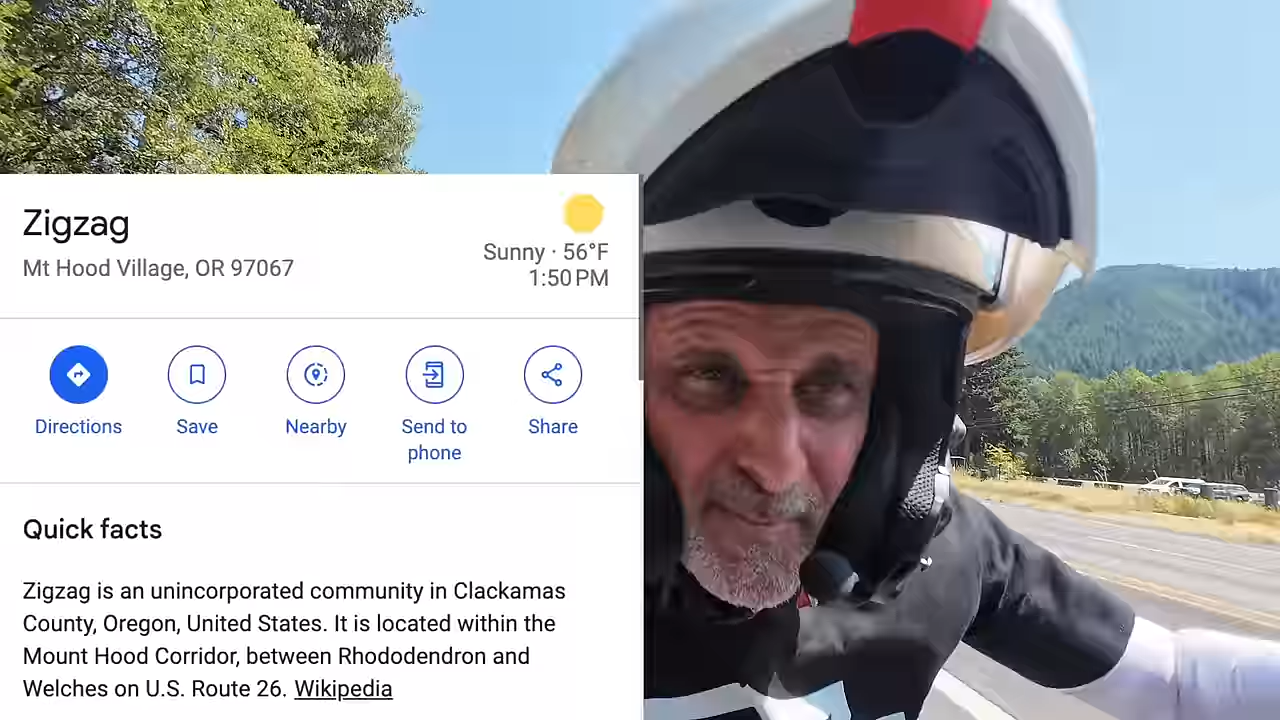 Zigzag
Mt Hood Village, OR 97067
Sunny · 56°F
1:50 PM
Directions
Save
Nearby
Send to
phone
Share
Quick facts
Zigzag is an unincorporated community in Clackamas
County, Oregon, United States. It is located within the
Mount Hood Corridor, between Rhododendron and
Welches on U.S. Route 26. Wikipedia